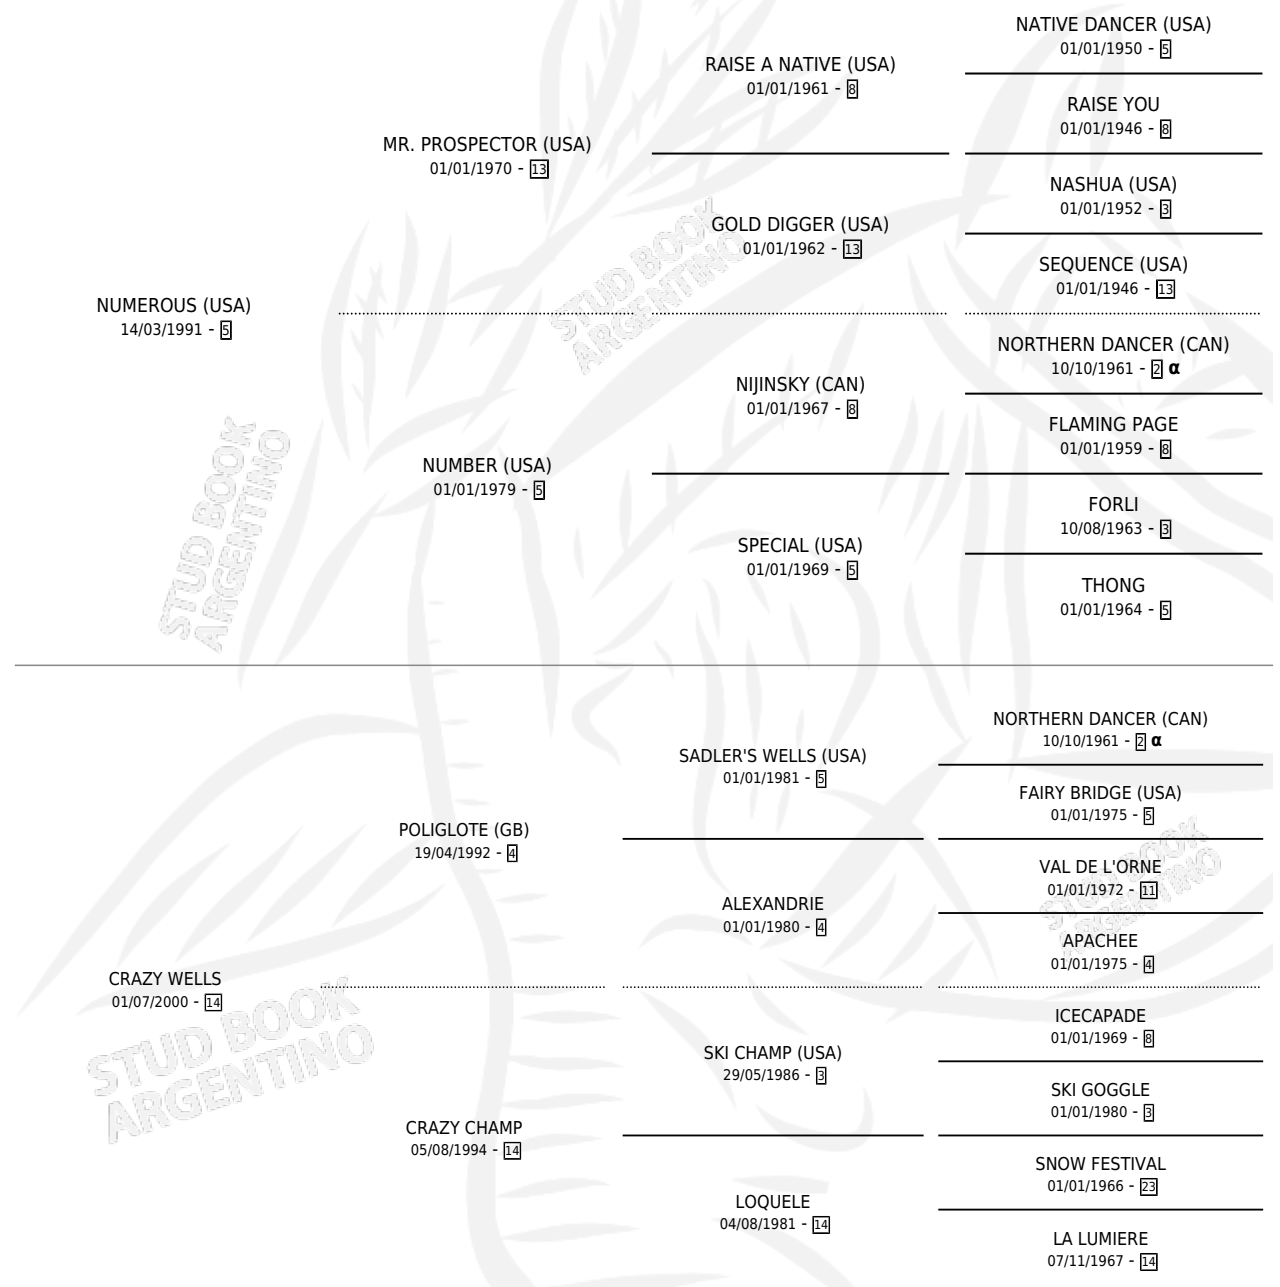 NUMEROUS (USA)
14/03/1991 - 5
MR. PROSPECTOR (USA)
01/01/1970 - 13
RAISE A NATIVE (USA)
01/01/1961 - 8
NATIVE DANCER (USA)
01/01/1950 - 5
RAISE YOU
01/01/1946 - 8
GOLD DIGGER (USA)
01/01/1962 - 13
NASHUA (USA)
01/01/1952 - 3
SEQUENCE (USA)
01/01/1946 - 13
NUMBER (USA)
01/01/1979 - 5
NIJINSKY (CAN)
01/01/1967 - 8
NORTHERN DANCER (CAN)
10/10/1961 - 2 α
FLAMING PAGE
01/01/1959 - 8
SPECIAL (USA)
01/01/1969 - 5
FORLI
10/08/1963 - 3
THONG
01/01/1964 - 5
CRAZY WELLS
01/07/2000 - 14
POLIGLOTE (GB)
19/04/1992 - 4
SADLER'S WELLS (USA)
01/01/1981 - 5
NORTHERN DANCER (CAN)
10/10/1961 - 2 α
FAIRY BRIDGE (USA)
01/01/1975 - 5
ALEXANDRIE
01/01/1980 - 4
VAL DE L'ORNE
01/01/1972 - 11
APACHEE
01/01/1975 - 4
CRAZY CHAMP
05/08/1994 - 14
SKI CHAMP (USA)
29/05/1986 - 3
ICECAPADE
01/01/1969 - 8
SKI GOGGLE
01/01/1980 - 3
LOQUELE
04/08/1981 - 14
SNOW FESTIVAL
01/01/1966 - 23
LA LUMIERE
07/11/1967 - 14
STUD BOOK
ARGENTINO
STUD BOOK
ARGENTINO
STUD BOOK
ARGENTINO
STUD BOOK
ARGENTINO